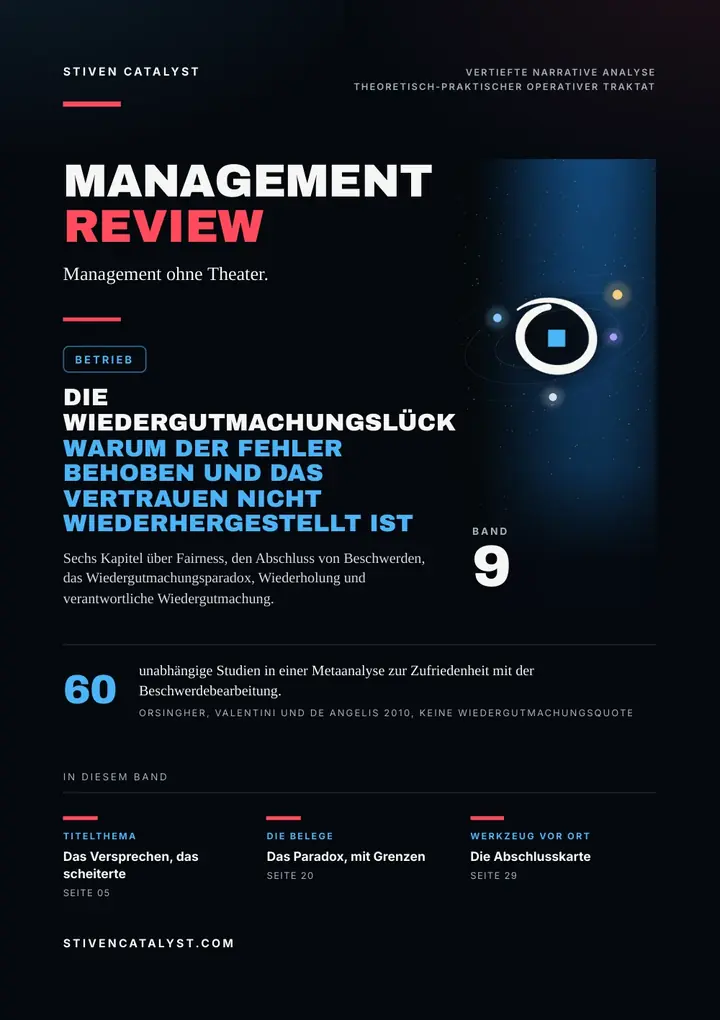 STIVEN CATALYST
VERTIEFTE NARRATIVE ANALYSE
THEORETISCH-PRAKTISCHER OPERATIVER TRAKTAT
MANAGEMENT
REVIEW
Management ohne Theater.
BETRIEB
DIE
WIEDERGUTMACHUNGSLÜCK
WARUM DER FEHLER
BEHOBEN UND DAS
VERTRAUEN NICHT
WIEDERHERGESTELLT IST
Sechs Kapitel über Fairness, den Abschluss von Beschwerden,
das Wiedergutmachungsparadox, Wiederholung und
verantwortliche Wiedergutmachung.
BAND
9
60
unabhängige Studien in einer Metaanalyse zur Zufriedenheit mit der
Beschwerdebearbeitung.
ORSINGHER, VALENTINI UND DE ANGELIS 2010, KEINE WIEDERGUTMACHUNGSQUOTE
IN DIESEM BAND
TITELTHEMA
Das Versprechen, das
scheiterte
SEITE 05
DIE BELEGE
Das Paradox, mit Grenzen
SEITE 20
WERKZEUG VOR ORT
Die Abschlusskarte
SEITE 29
STIVENCATALYST.COM